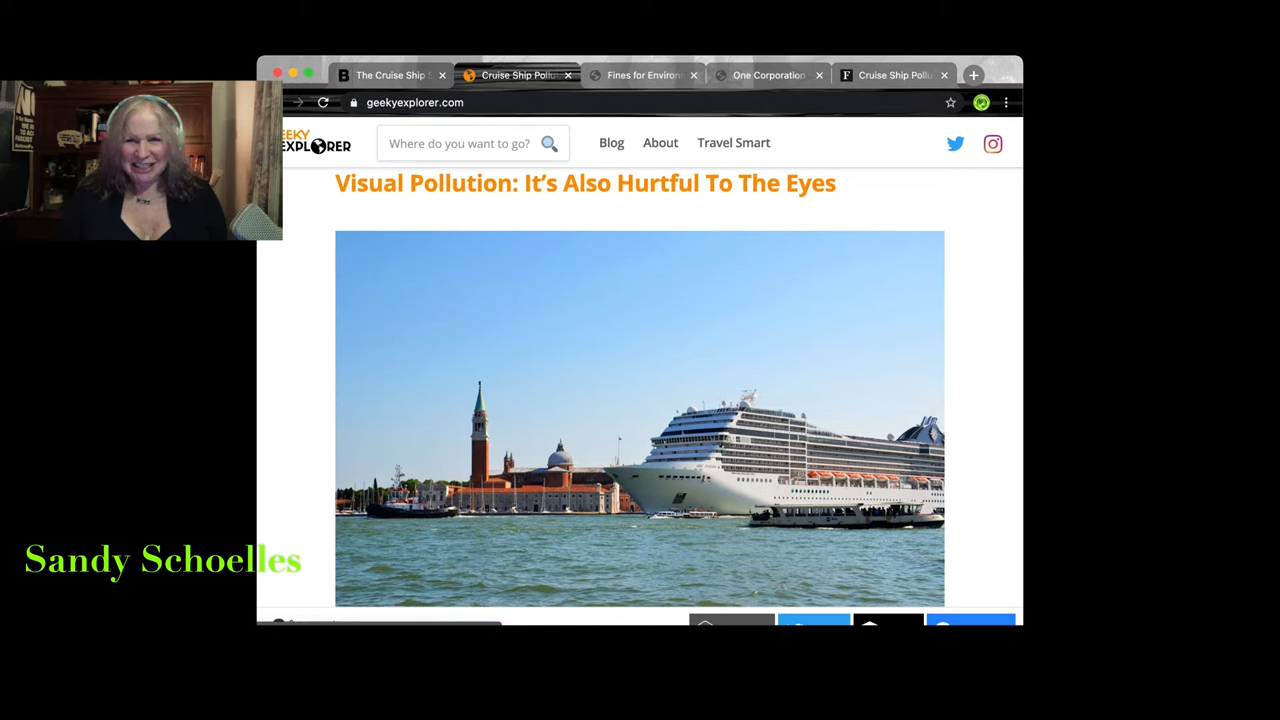 The Cruise Ship S
Cruise Ship Pollut
Fines for Environ
One Corporation
Cruise Ship Pollu
geekyexplorer.com
EEKY
EXPLORER
Where do you want to go?
Blog
About
Travel Smart
Visual Pollution: It's Also Hurtful To The Eyes
Sandy Schoelles